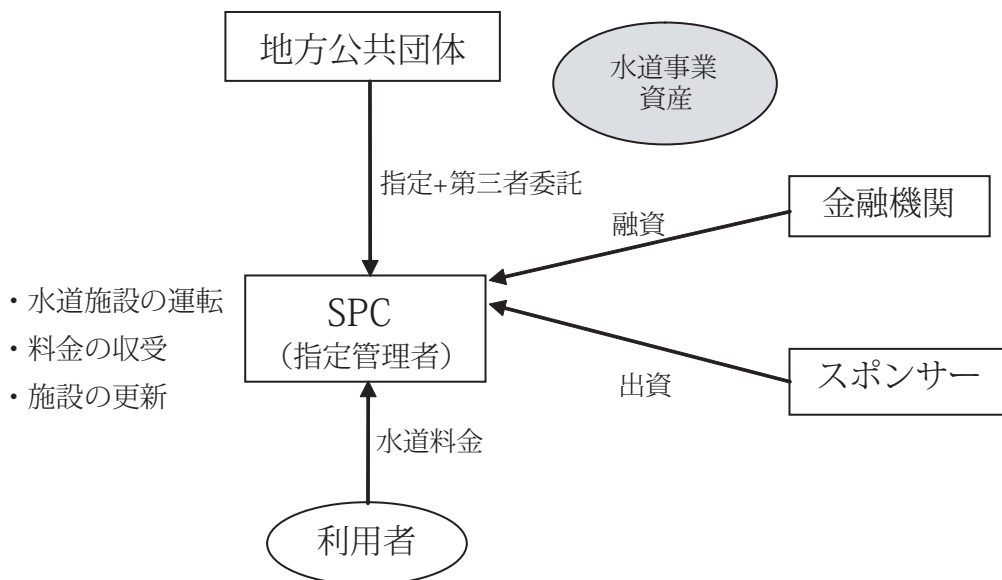 地方公共団体
水道事業
資産
指定+第三者委託
金融機関
融資
・水道施設の運転
・料金の収受
・施設の更新
SPC
（指定管理者）
スポンサー
出資
水道料金
利用者